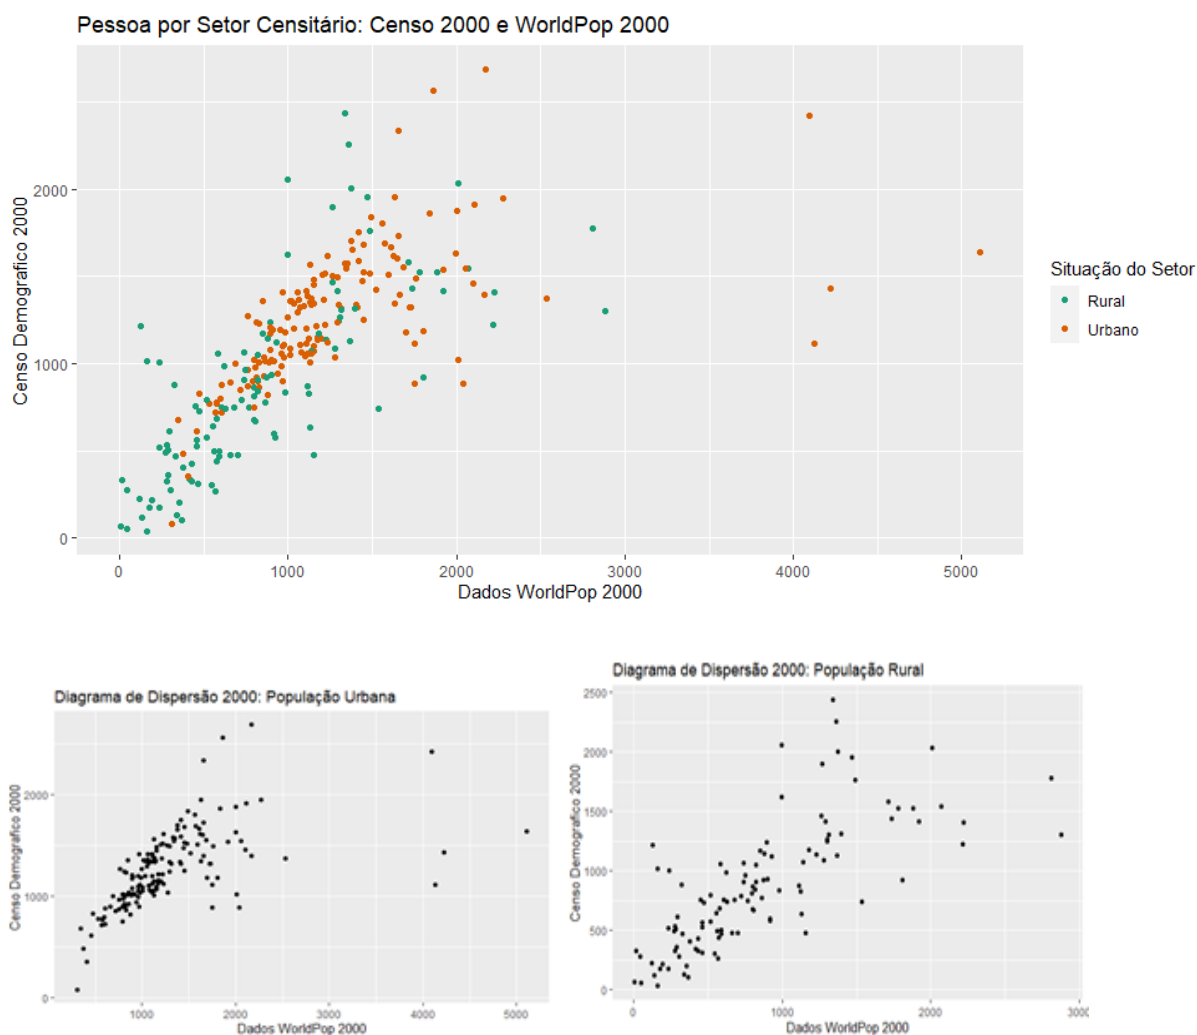 Pessoa por Setor Censitário: Censo 2000 e WorldPop 2000
Censo Demografico 2000
2000
1000
0
0 1000 2000 3000 4000 5000
Dados WorldPop 2000
Situação do Setor
Rural
Urbano
Diagrama de Dispersão 2000: População Urbana
Censo Demografico 2000
2000
1000
0
1000 2000 3000 4000 5000
Dados WorldPop 2000
Diagrama de Dispersão 2000: População Rural
Censo Demografico 2000
2500
2000
1500
1000
500
0
0 1000 2000 3000
Dados WorldPop 2000